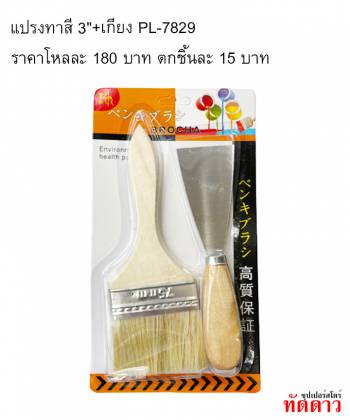 แปรงทาสี 3"+เกียง PL-7829
ราคาโหลละ 180 บาท ตกชิ้นละ 15 บาท
ペンキブラシ
BROCHA
Environm
health po
ペンキブラシ
高質保証
ซุปเปอร์สโตร์
ทัดดาว